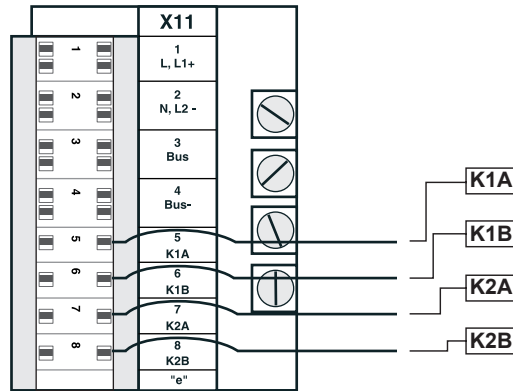 X11
1
1
L, L1+
2
2
N, L2 -
3
3
Bus
4
4
Bus-
5
5
K1A
6
6
K1B
7
7
K2A
8
8
K2B
"e"
K1A
K1B
K2A
K2B